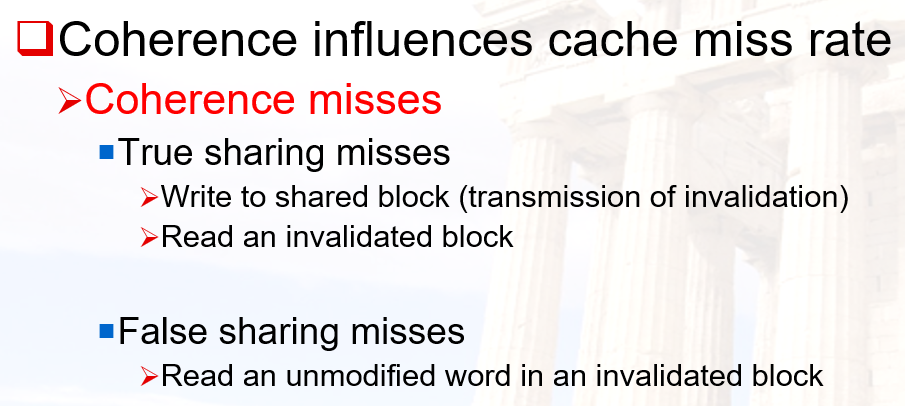 Coherence influences cache miss rate
Coherence misses
True sharing misses
Write to shared block (transmission of invalidation)
Read an invalidated block
False sharing misses
Read an unmodified word in an invalidated block